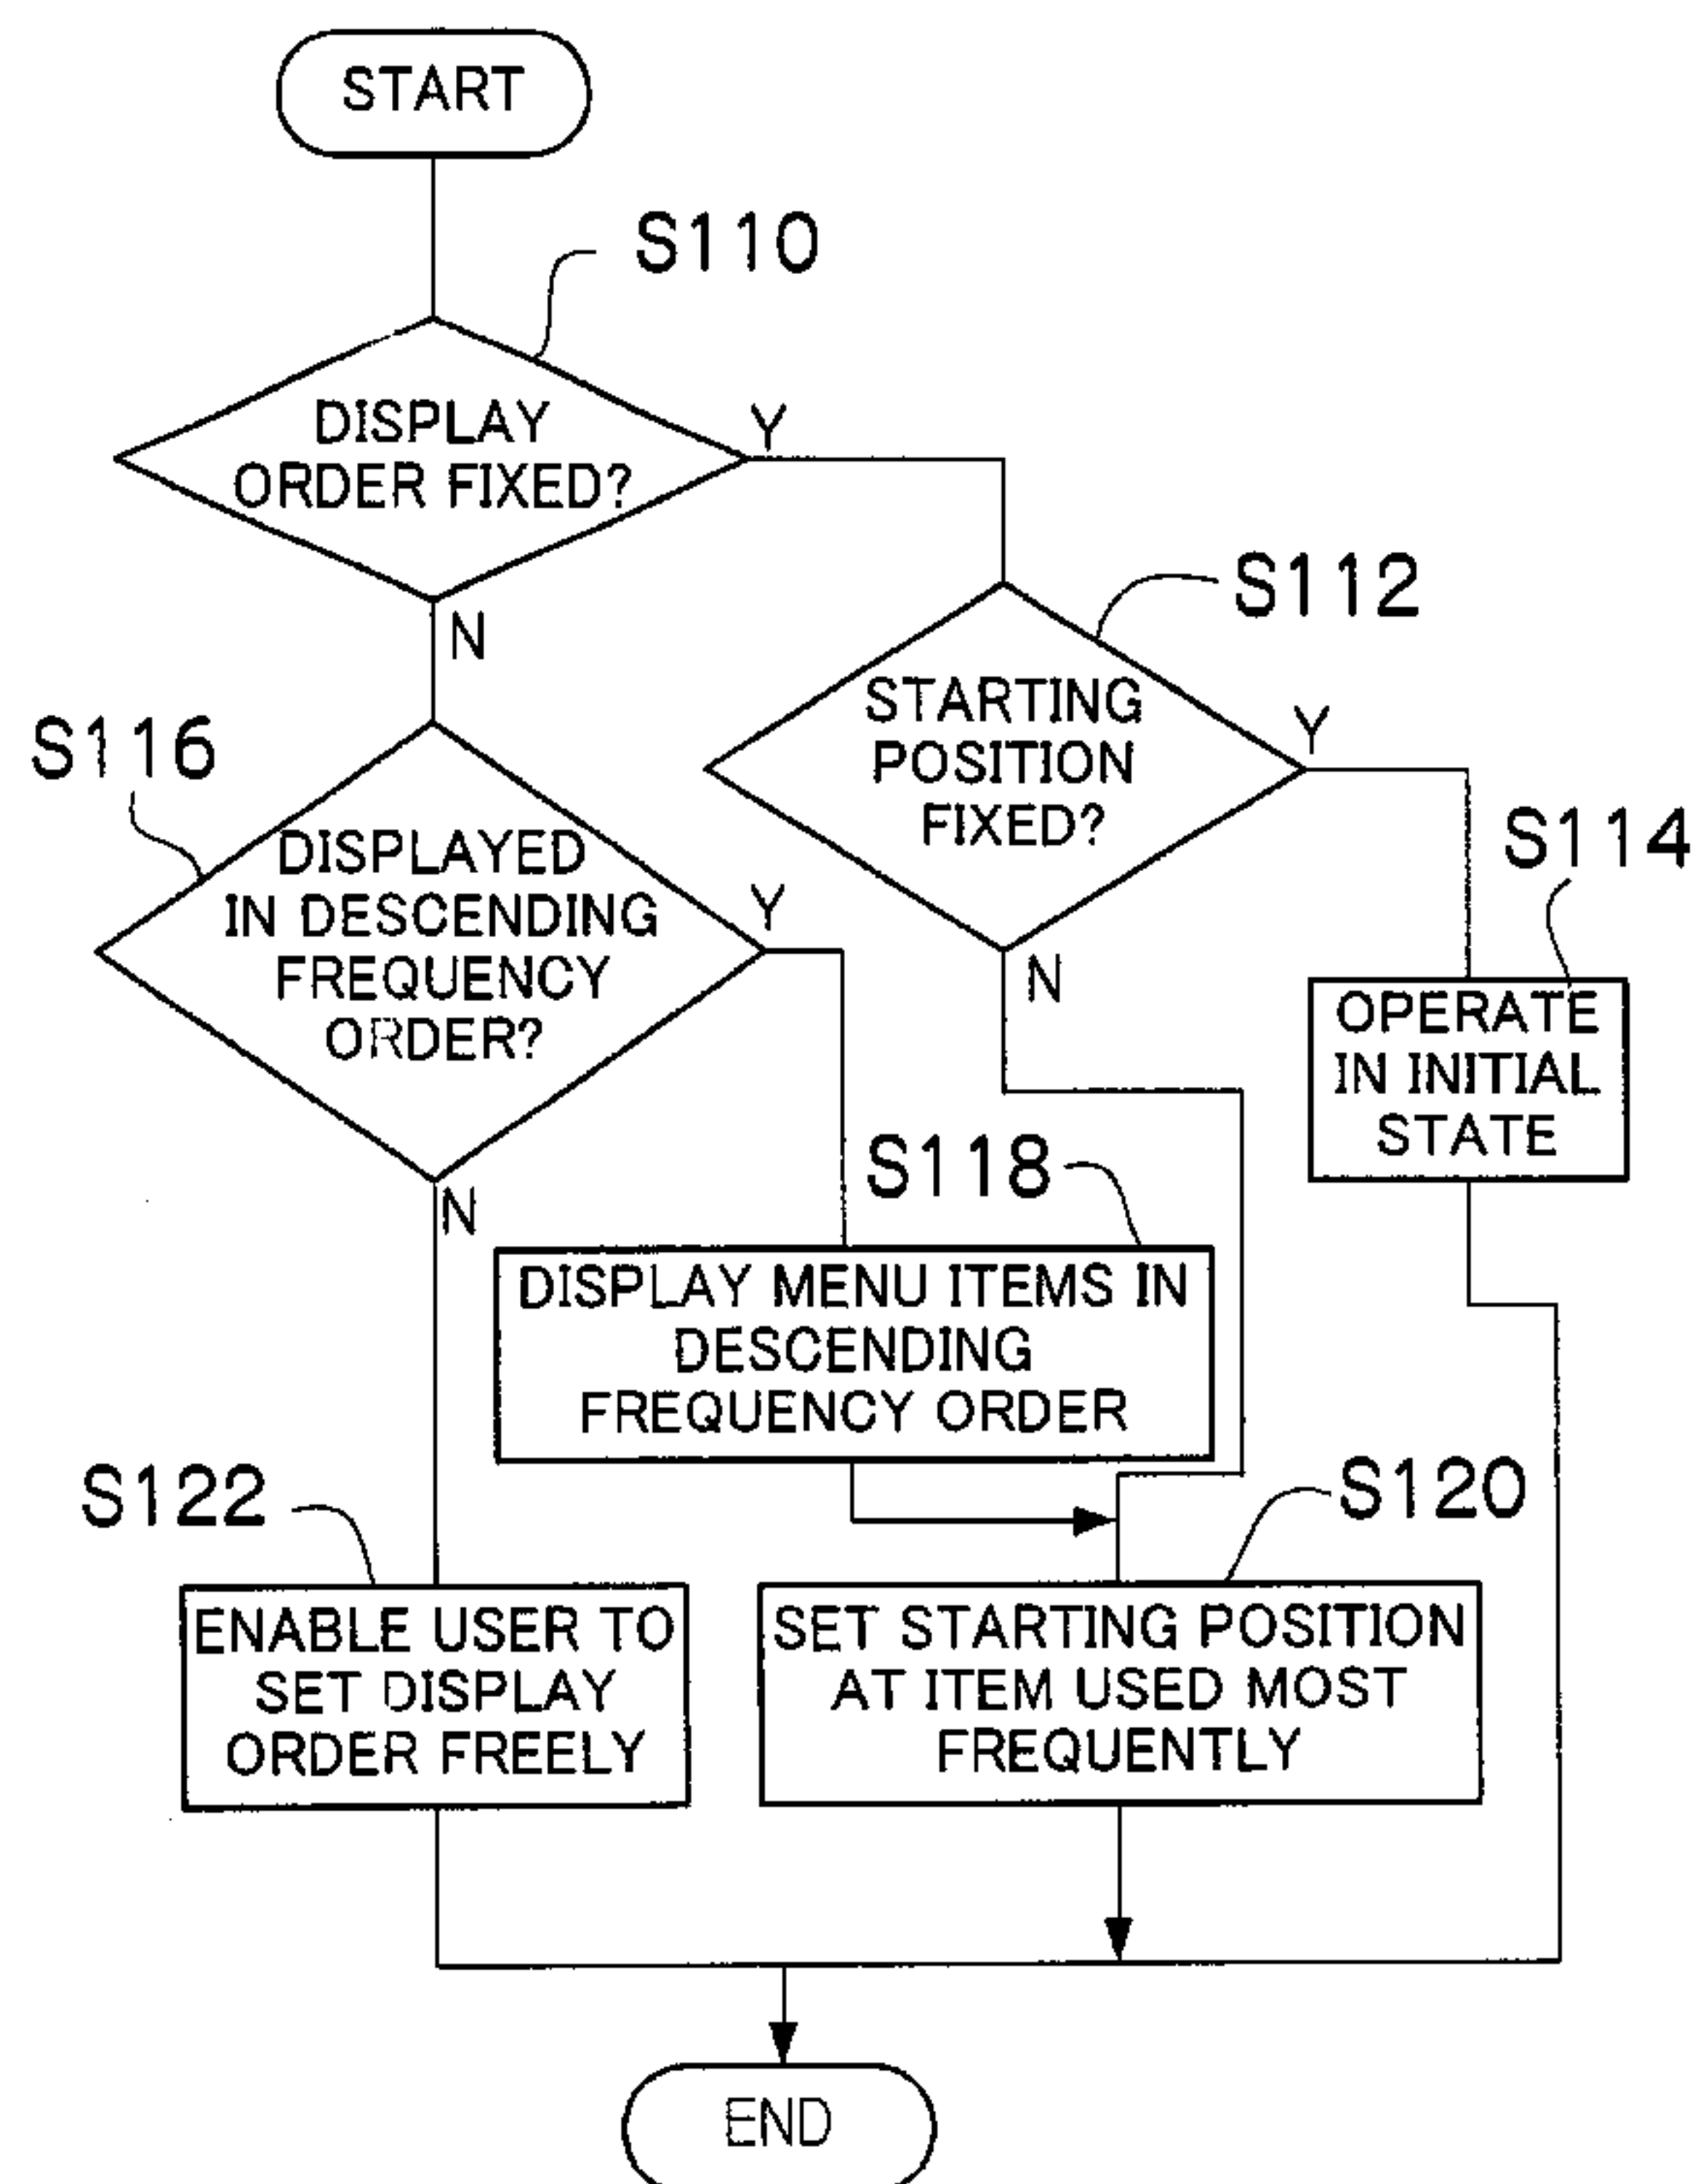 START
S110
DISPLAY
ORDER FIXED?
Y
N
S112
STARTING
POSITION
FIXED?
Y
N
S114
OPERATE
IN INITIAL
STATE
S116
DISPLAYED
IN DESCENDING
FREQUENCY
ORDER?
Y
N
S118
DISPLAY MENU ITEMS IN
DESCENDING
FREQUENCY ORDER
S122
ENABLE USER TO
SET DISPLAY
ORDER FREELY
S120
SET STARTING POSITION
AT ITEM USED MOST
FREQUENTLY
END